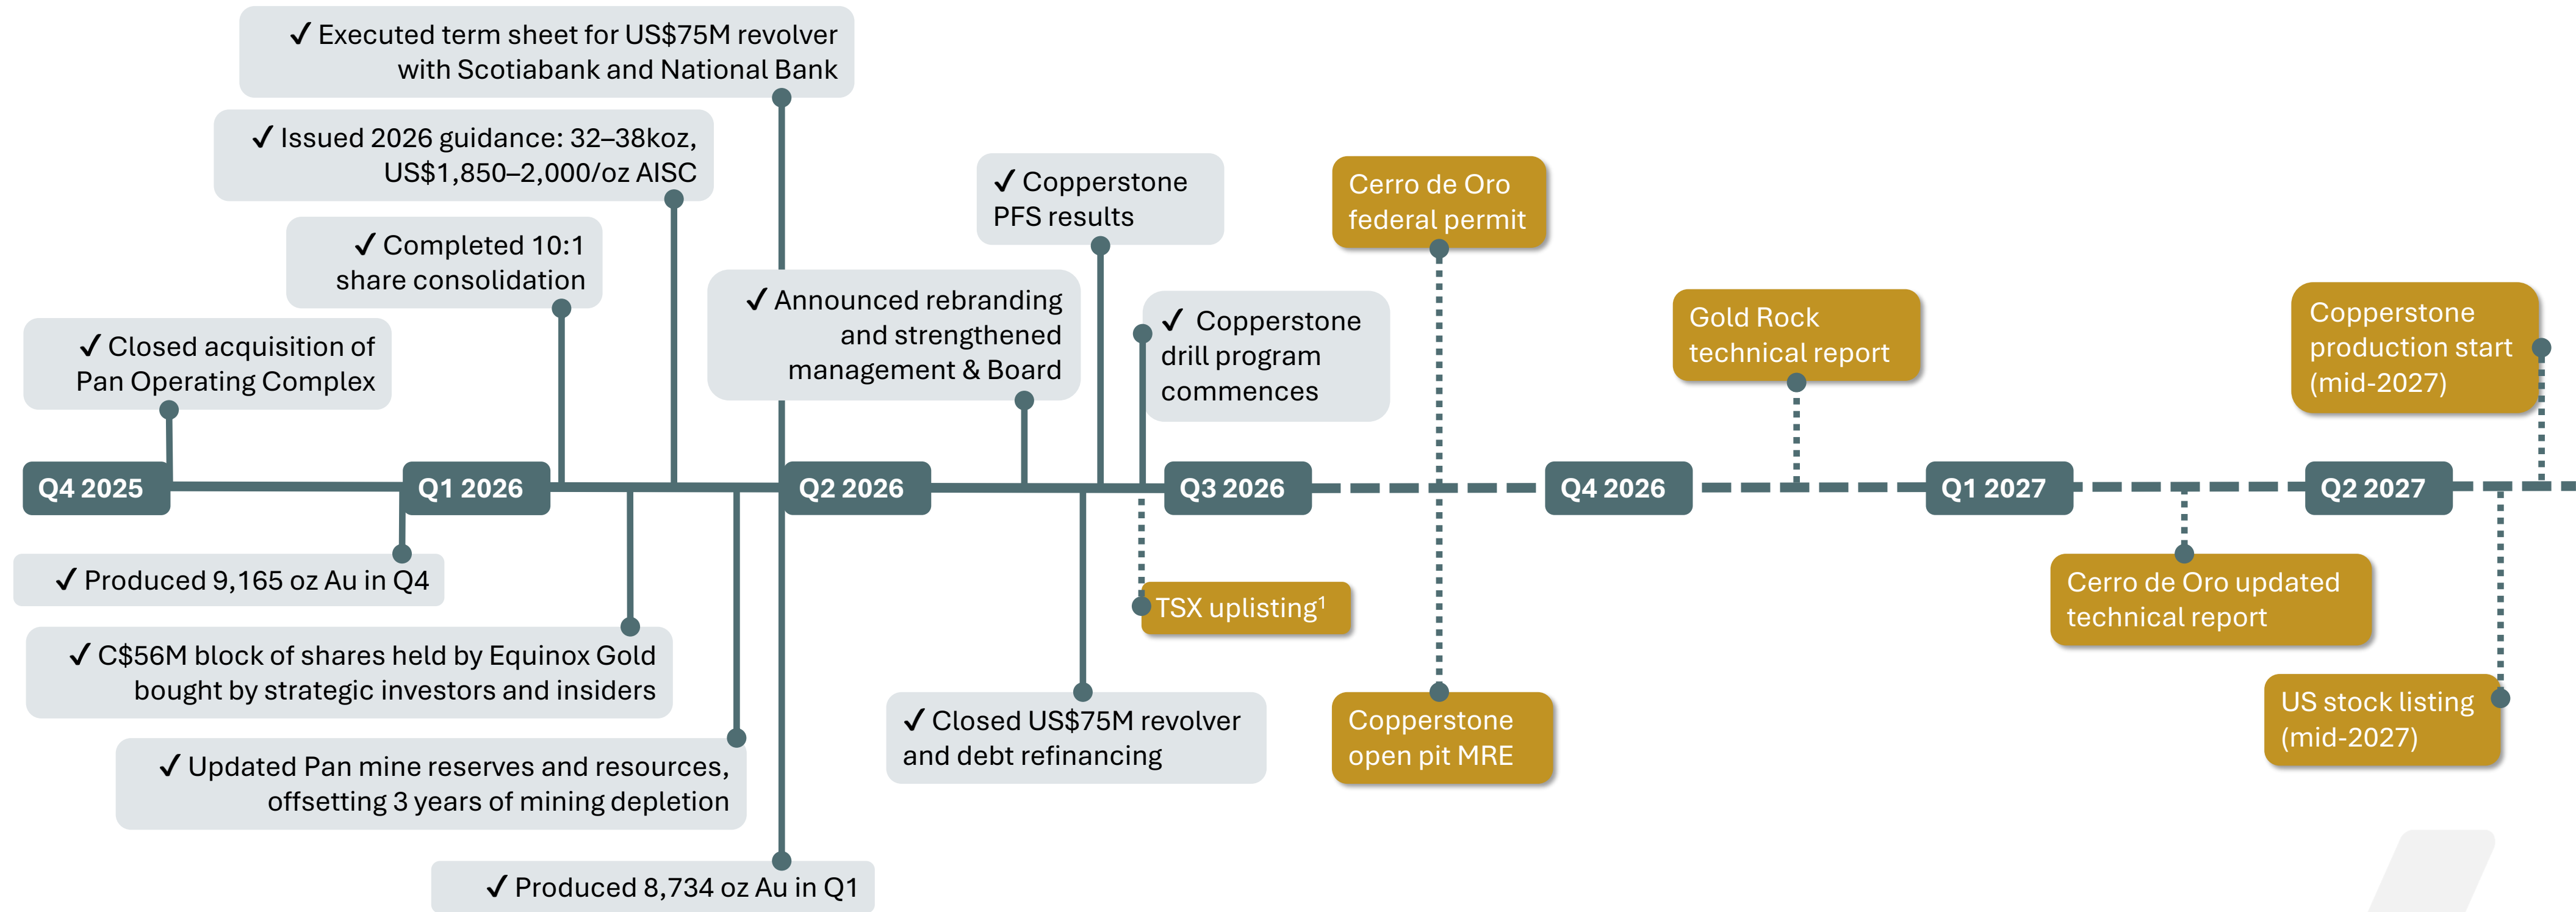 ✓ Executed term sheet for US$75M revolver
with Scotiabank and National Bank
✓ Issued 2026 guidance: 32–38koz,
US$1,850–2,000/oz AISC
✓ Completed 10:1
share consolidation
✓ Closed acquisition of
Pan Operating Complex
✓ Announced rebranding
and strengthened
management & Board
✓ Copperstone
PFS results
✓ Copperstone
drill program
commences
Cerro de Oro
federal permit
Gold Rock
technical report
Copperstone
production start
(mid-2027)
Q4 2025
Q1 2026
Q2 2026
Q3 2026
Q4 2026
Q1 2027
Q2 2027
✓ Produced 9,165 oz Au in Q4
✓ C$56M block of shares held by Equinox Gold
bought by strategic investors and insiders
✓ Updated Pan mine reserves and resources,
offsetting 3 years of mining depletion
✓ Produced 8,734 oz Au in Q1
✓ Closed US$75M revolver
and debt refinancing
TSX uplisting¹
Copperstone
open pit MRE
Cerro de Oro updated
technical report
US stock listing
(mid-2027)